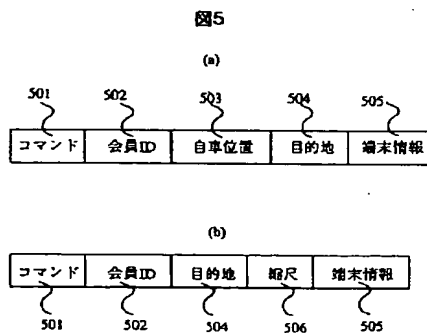 図5
(a)
501 502 503 504 505
コマンド 会員ID 自車位置 目的地 端末情報
(b)
コマンド 会員ID 目的地 縮尺 端末情報
501 502 504 506 505